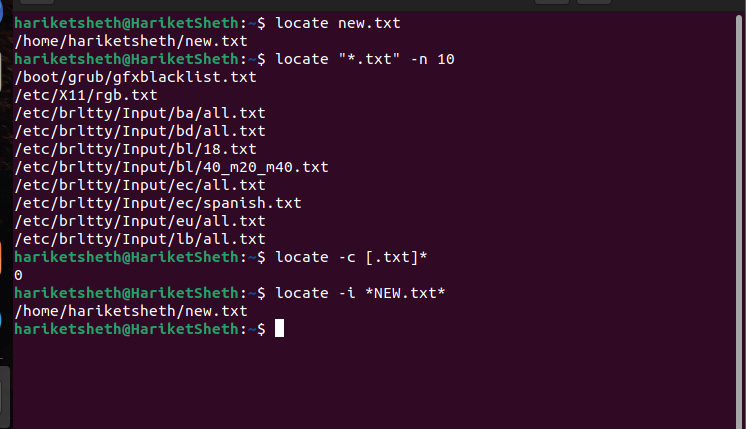 hariketsheth@HariketSheth:~$ locate new.txt
/home/hariketsheth/new.txt
hariketsheth@HariketSheth:~$ locate "*.txt" -n 10
/boot/grub/gfxblacklist.txt
/etc/X11/rgb.txt
/etc/brltty/Input/ba/all.txt
/etc/brltty/Input/bd/all.txt
/etc/brltty/Input/bl/18.txt
/etc/brltty/Input/bl/40_m20_m40.txt
/etc/brltty/Input/ec/all.txt
/etc/brltty/Input/ec/spanish.txt
/etc/brltty/Input/eu/all.txt
/etc/brltty/Input/lb/all.txt
hariketsheth@HariketSheth:~$ locate -c [.txt]*
0
hariketsheth@HariketSheth:~$ locate -i *NEW.txt*
/home/hariketsheth/new.txt
hariketsheth@HariketSheth:~$